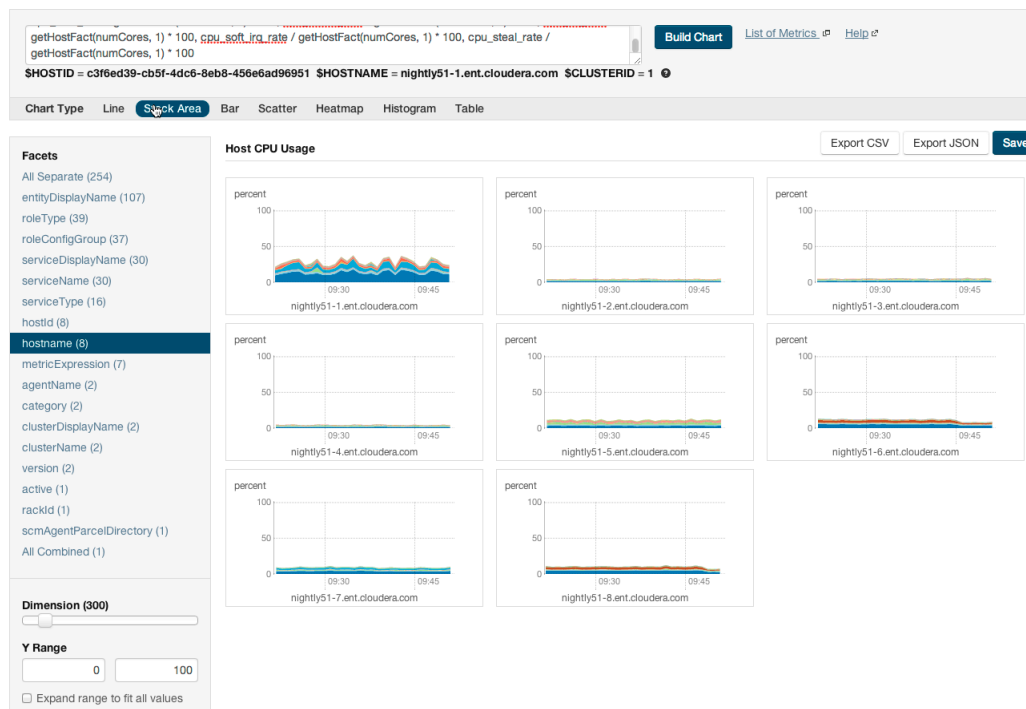 getHostFact(numCores, 1) * 100, cpu_soft_irq_rate / getHostFact(numCores, 1) * 100, cpu_steal_rate /
getHostFact(numCores, 1) * 100
Build Chart
List of Metrics
Help
$HOSTID = c3f6ed39-cb5f-4dc6-8eb8-456e6ad96951 $HOSTNAME = nightly51-1.ent.cloudera.com $CLUSTERID = 1
Chart Type Line Stack Area Bar Scatter Heatmap Histogram Table
Facets
All Separate (254)
entityDisplayName (107)
roleType (39)
roleConfigGroup (37)
serviceDisplayName (30)
serviceName (30)
serviceType (16)
hostId (8)
hostname (8)
metricExpression (7)
agentName (2)
category (2)
clusterDisplayName (2)
clusterName (2)
version (2)
active (1)
rackId (1)
scmAgentParcelDirectory (1)
All Combined (1)
Dimension (300)
Y Range
0 100
Expand range to fit all values
Host CPU Usage
Export CSV Export JSON Save
percent
100
50
0
09:30 09:45
nightly51-1.ent.cloudera.com
percent
100
50
0
09:30 09:45
nightly51-2.ent.cloudera.com
percent
100
50
0
09:30 09:45
nightly51-3.ent.cloudera.com
percent
100
50
0
09:30 09:45
nightly51-4.ent.cloudera.com
percent
100
50
0
09:30 09:45
nightly51-5.ent.cloudera.com
percent
100
50
0
09:30 09:45
nightly51-6.ent.cloudera.com
percent
100
50
0
09:30 09:45
nightly51-7.ent.cloudera.com
percent
100
50
0
09:30 09:45
nightly51-8.ent.cloudera.com